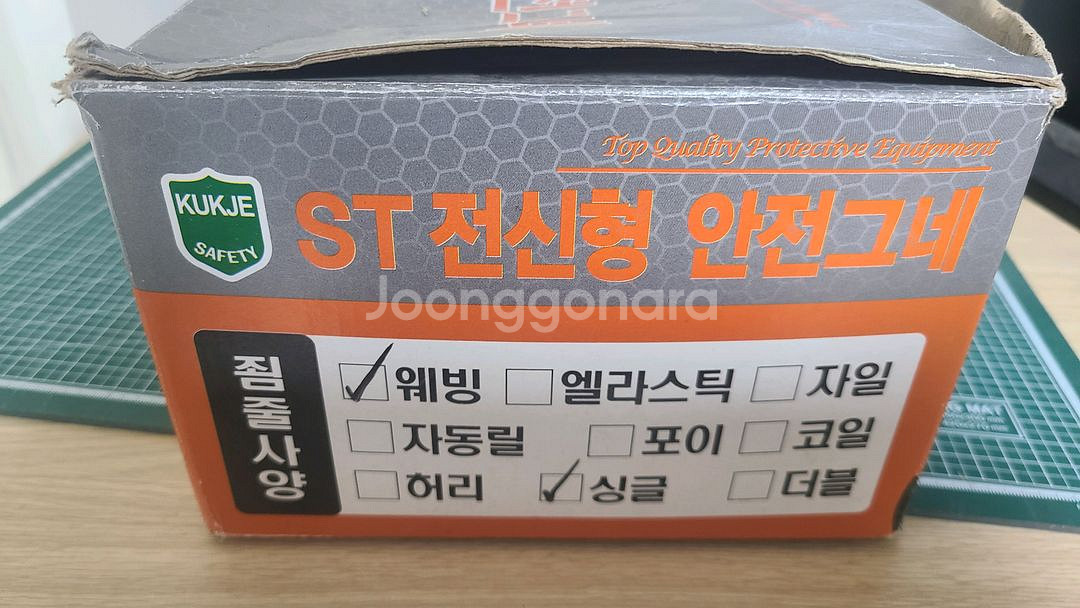 Top Quality Protective Equipment
KUKJE
SAFETY
ST 전신형 안전그네
Joonggonara
죔줄사양
웨빙 엘라스틱 자일
자동릴 포이 코일
허리 싱글 더블
MAT